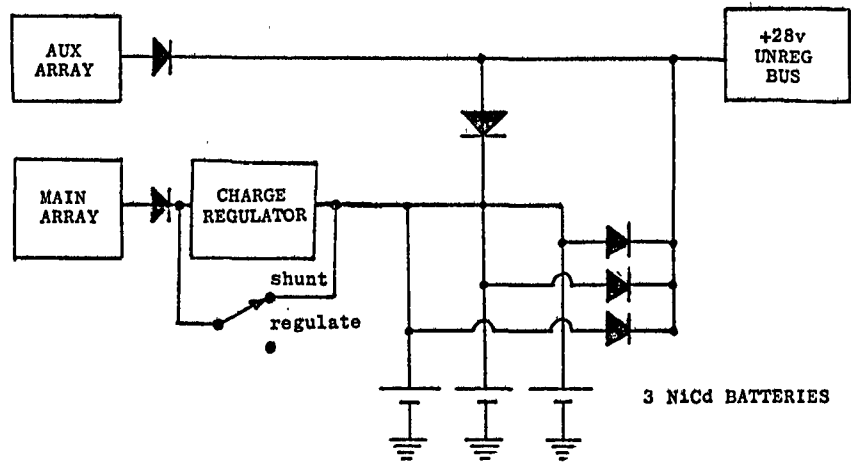 AUX
ARRAY
+28v
UNREG
BUS
MAIN
ARRAY
CHARGE
REGULATOR
shunt
regulate
3 NiCd BATTERIES